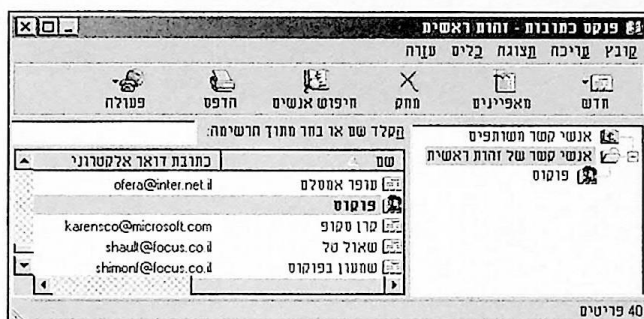 פנקס כתובות - זהות ראשית
קובץ עריכה תצוגה כלים עזרה
חדש מאפיינים מחק חיפוש אנשים הדפס פעולה
הקלד שם או בחר מתוך הרשימה:
אנשי קשר משותפים
אנשי קשר של זהות ראשית
פוקוס
שם כתובת דואר אלקטרוני
עופר אמסלם ofera@inter.net.il
פוקוס
קרן סקופ karensco@microsoft.com
שאול טל shault@focus.co.il
שמעון בפוקוס shimonf@focus.co.il
40 פריטים